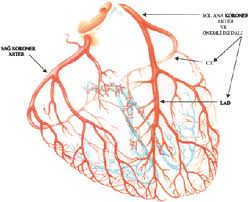 SOL ANA KORONER
ARTER
VE
ÖNEMLİ İKİ DALI
SAĞ KORONER
ARTER
CX
LAD